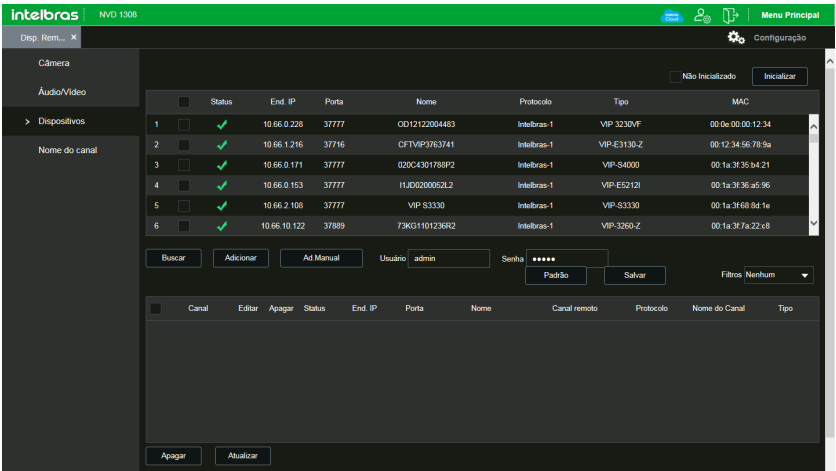 intelbras NVD 1308 Cloud Menu Principal
Disp. Rem... × Configuração
Câmera
Áudio/Vídeo
> Dispositivos
Nome do canal
Não Inicializado Inicializar
Status End. IP Porta Nome Protocolo Tipo MAC
1 10.66.0.228 37777 OD12122004483 Intelbras-1 VIP 3230VF 00:0e:00:00:12:34
2 10.66.1.216 37716 CFTVIP3763741 Intelbras-1 VIP-E3130-Z 00:12:34:56:78:9a
3 10.66.0.171 37777 020C4301788P2 Intelbras-1 VIP-S4000 00:1a:3f:35:b4:21
4 10.66.0.153 37777 I1JD0200052L2 Intelbras-1 VIP-E5212I 00:1a:3f:36:a5:96
5 10.66.2.108 37777 VIP S3330 Intelbras-1 VIP-S3330 00:1a:3f:68:8d:1e
6 10.66.10.122 37889 73KG1101236R2 Intelbras-1 VIP-3260-Z 00:1a:3f:7a:22:c8
Buscar Adicionar Ad.Manual Usuário admin Senha •••••
Padrão Salvar Filtros Nenhum
Canal Editar Apagar Status End. IP Porta Nome Canal remoto Protocolo Nome do Canal Tipo
Apagar Atualizar